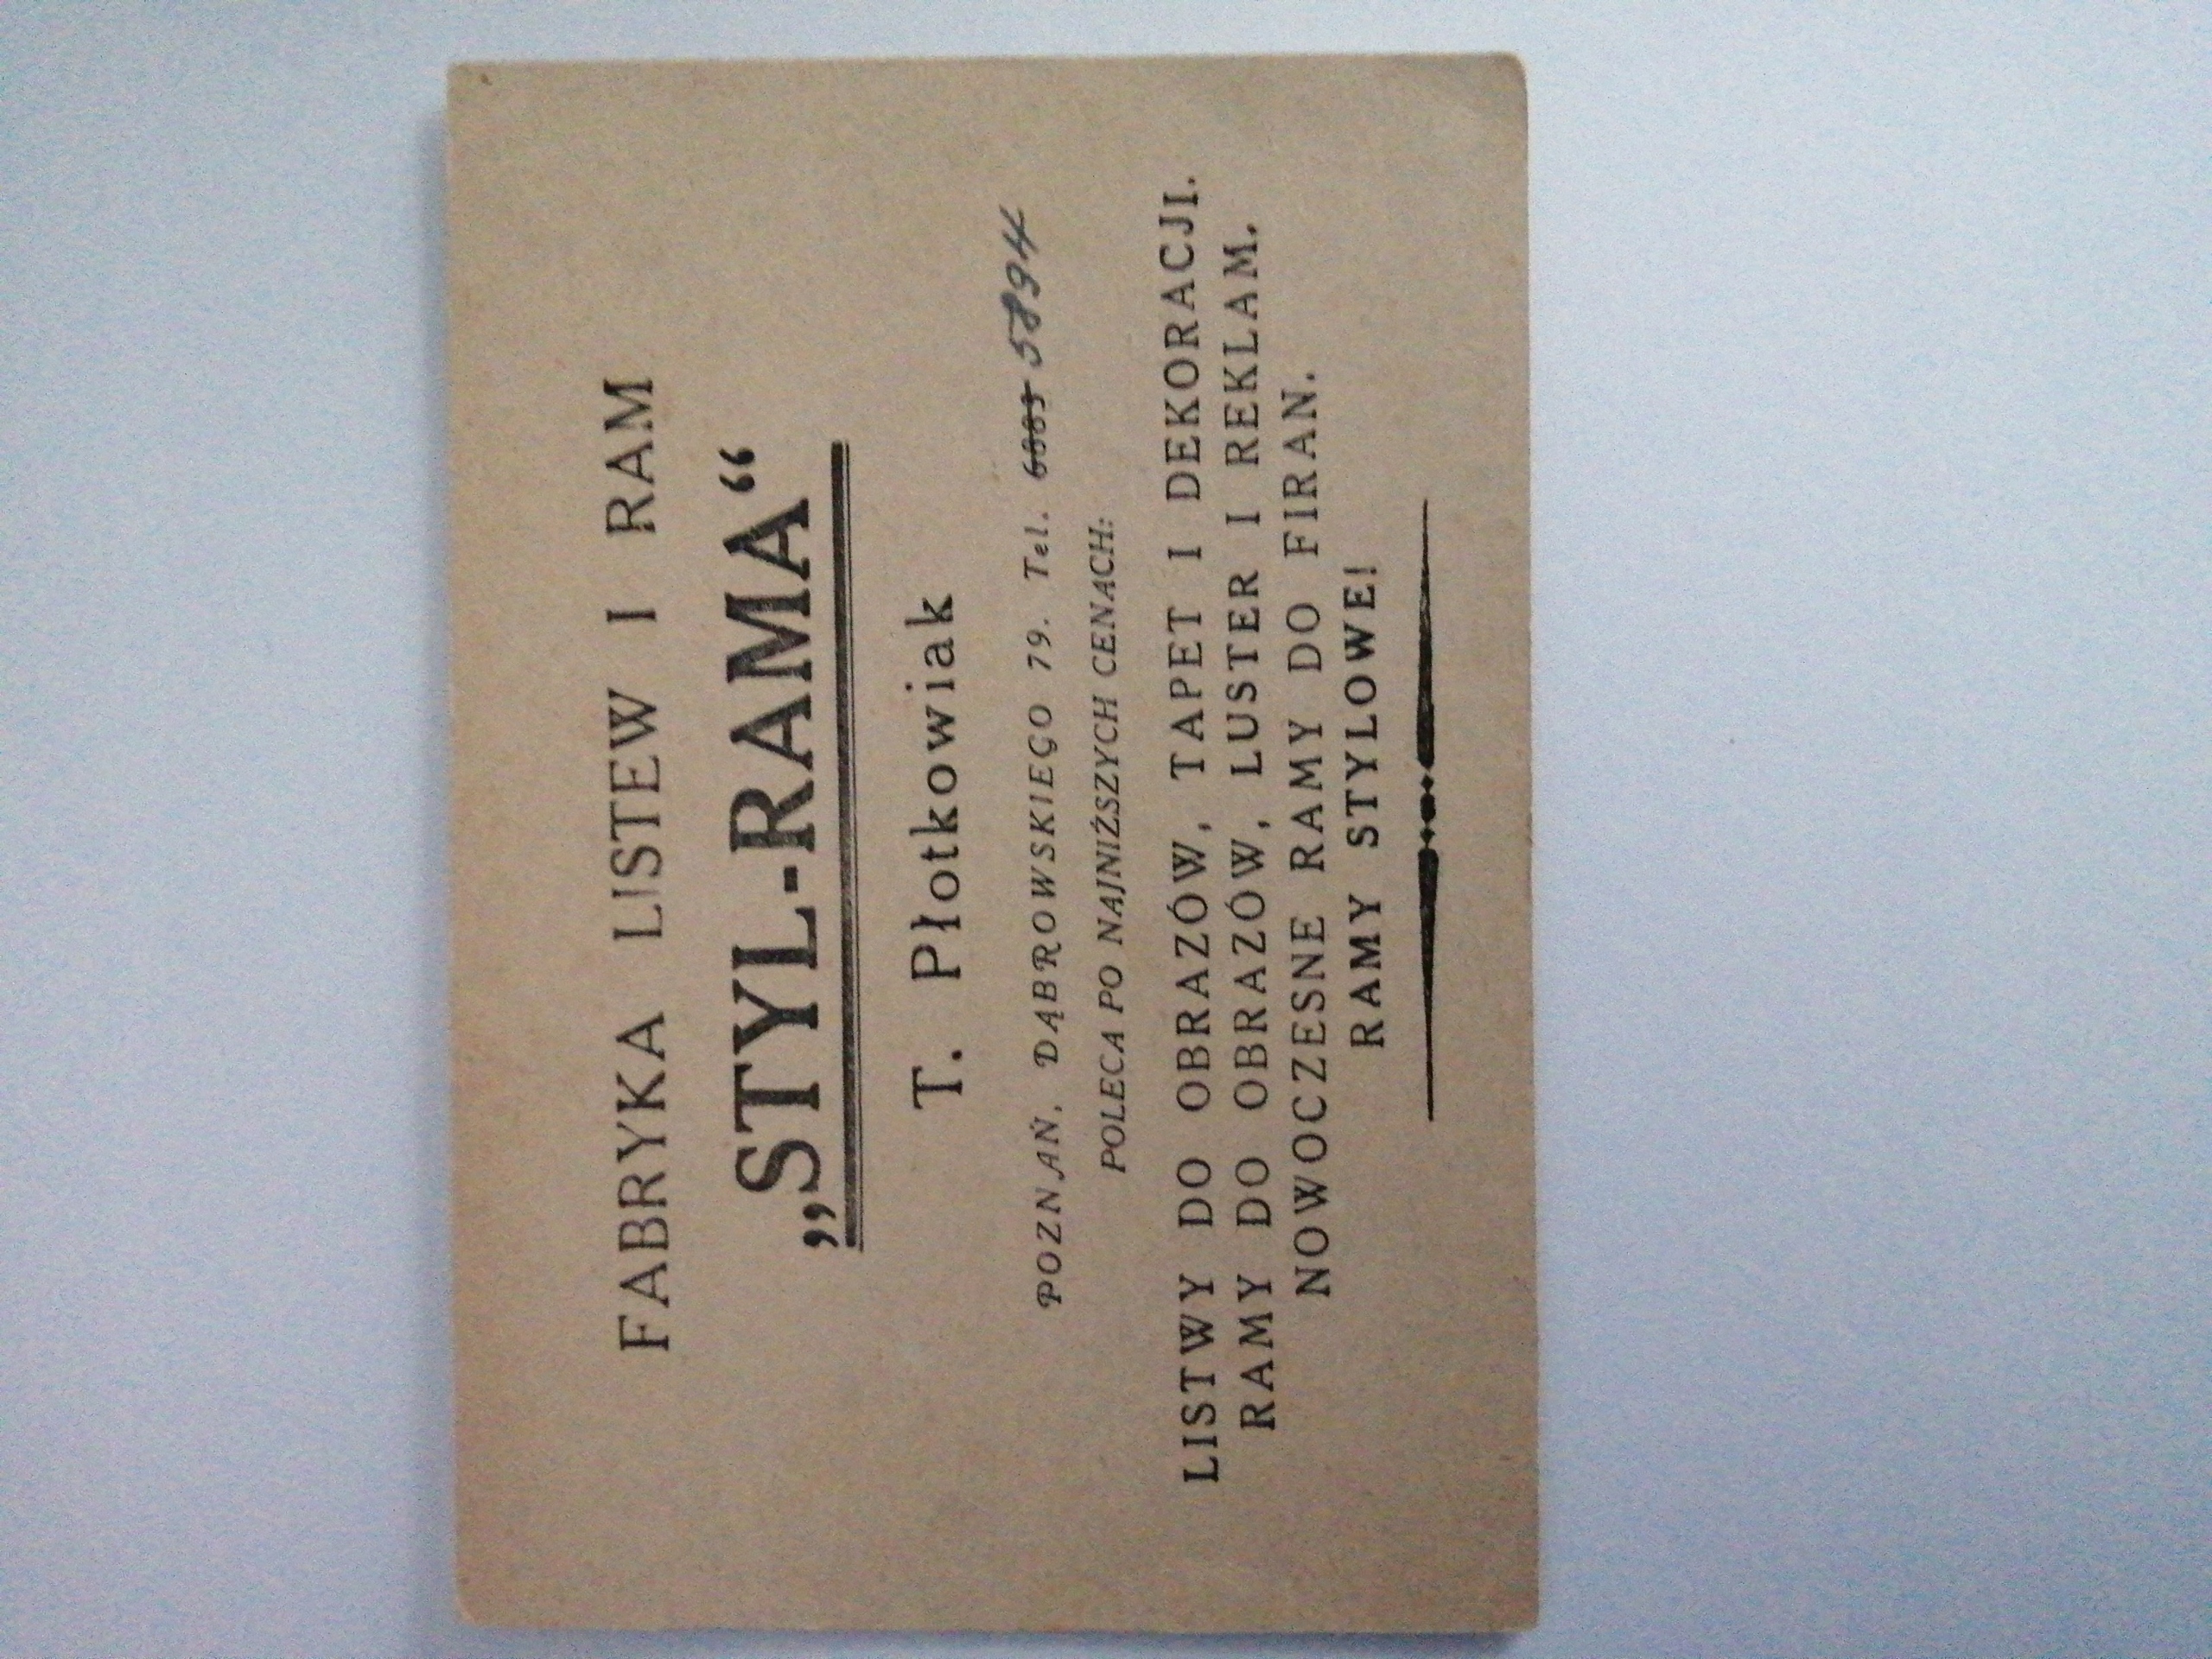 FABRYKA LISTEW I RAM
„STYL-RAMA“
T. Płotkowiak
POZNAŃ, DĄBROWSKIEGO 79. Tel. 5894
POLECA PO NAJNIŻSZYCH CENACH:
LISTWY DO OBRAZÓW, TAPET I DEKORACJI.
RAMY DO OBRAZÓW, LUSTER I REKLAM.
NOWOCZESNE RAMY DO FIRAN.
RAMY STYLOWE!